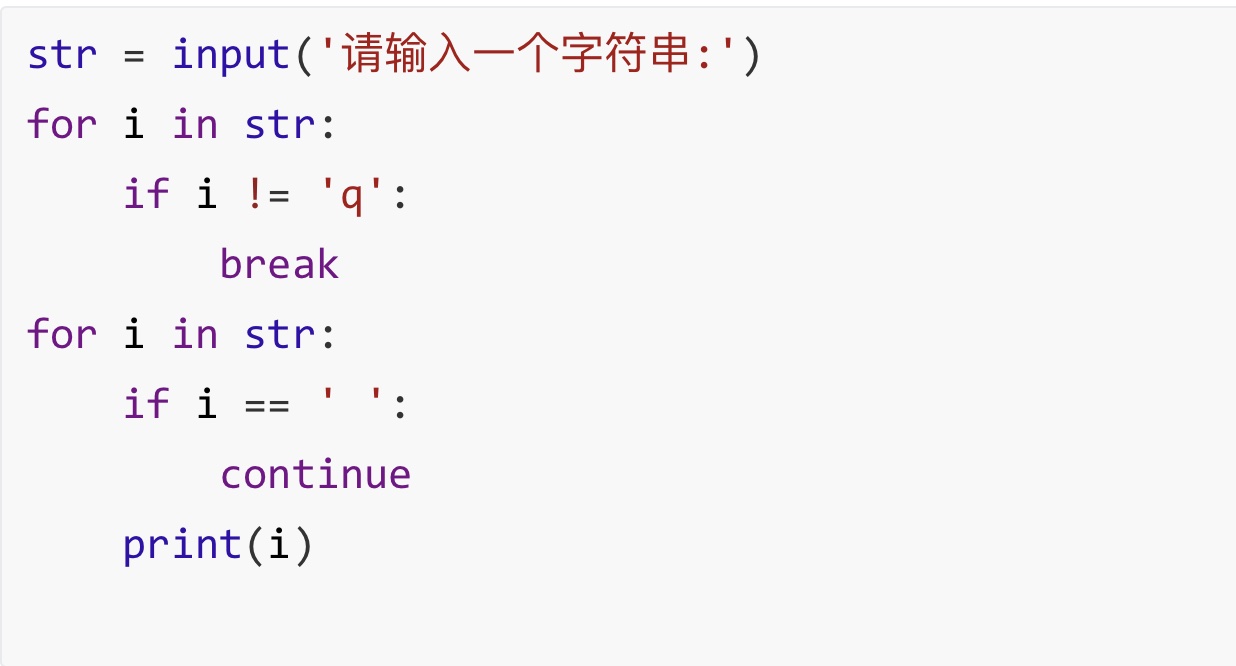 str = input('请输入一个字符串:')
for i in str:
    if i != 'q':
        break
for i in str:
    if i == ' ':
        continue
    print(i)